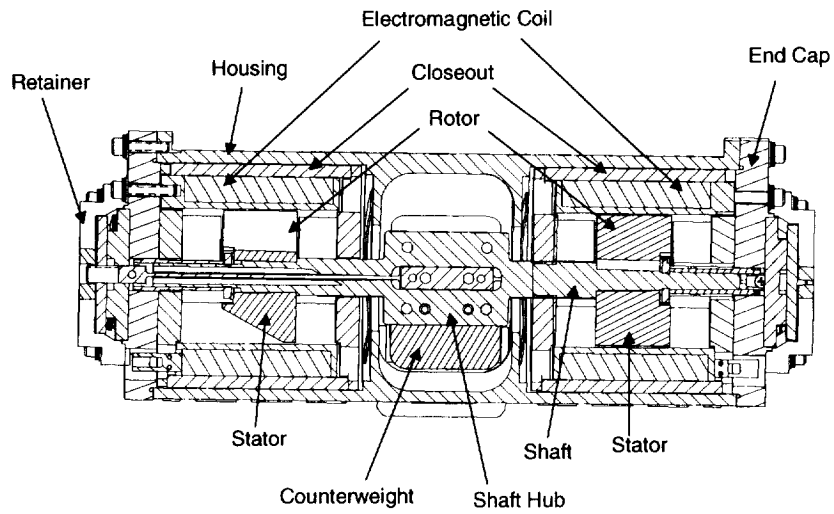 Electromagnetic Coil
End Cap
Housing
Closeout
Retainer
Rotor
Stator
Shaft
Stator
Counterweight
Shaft Hub